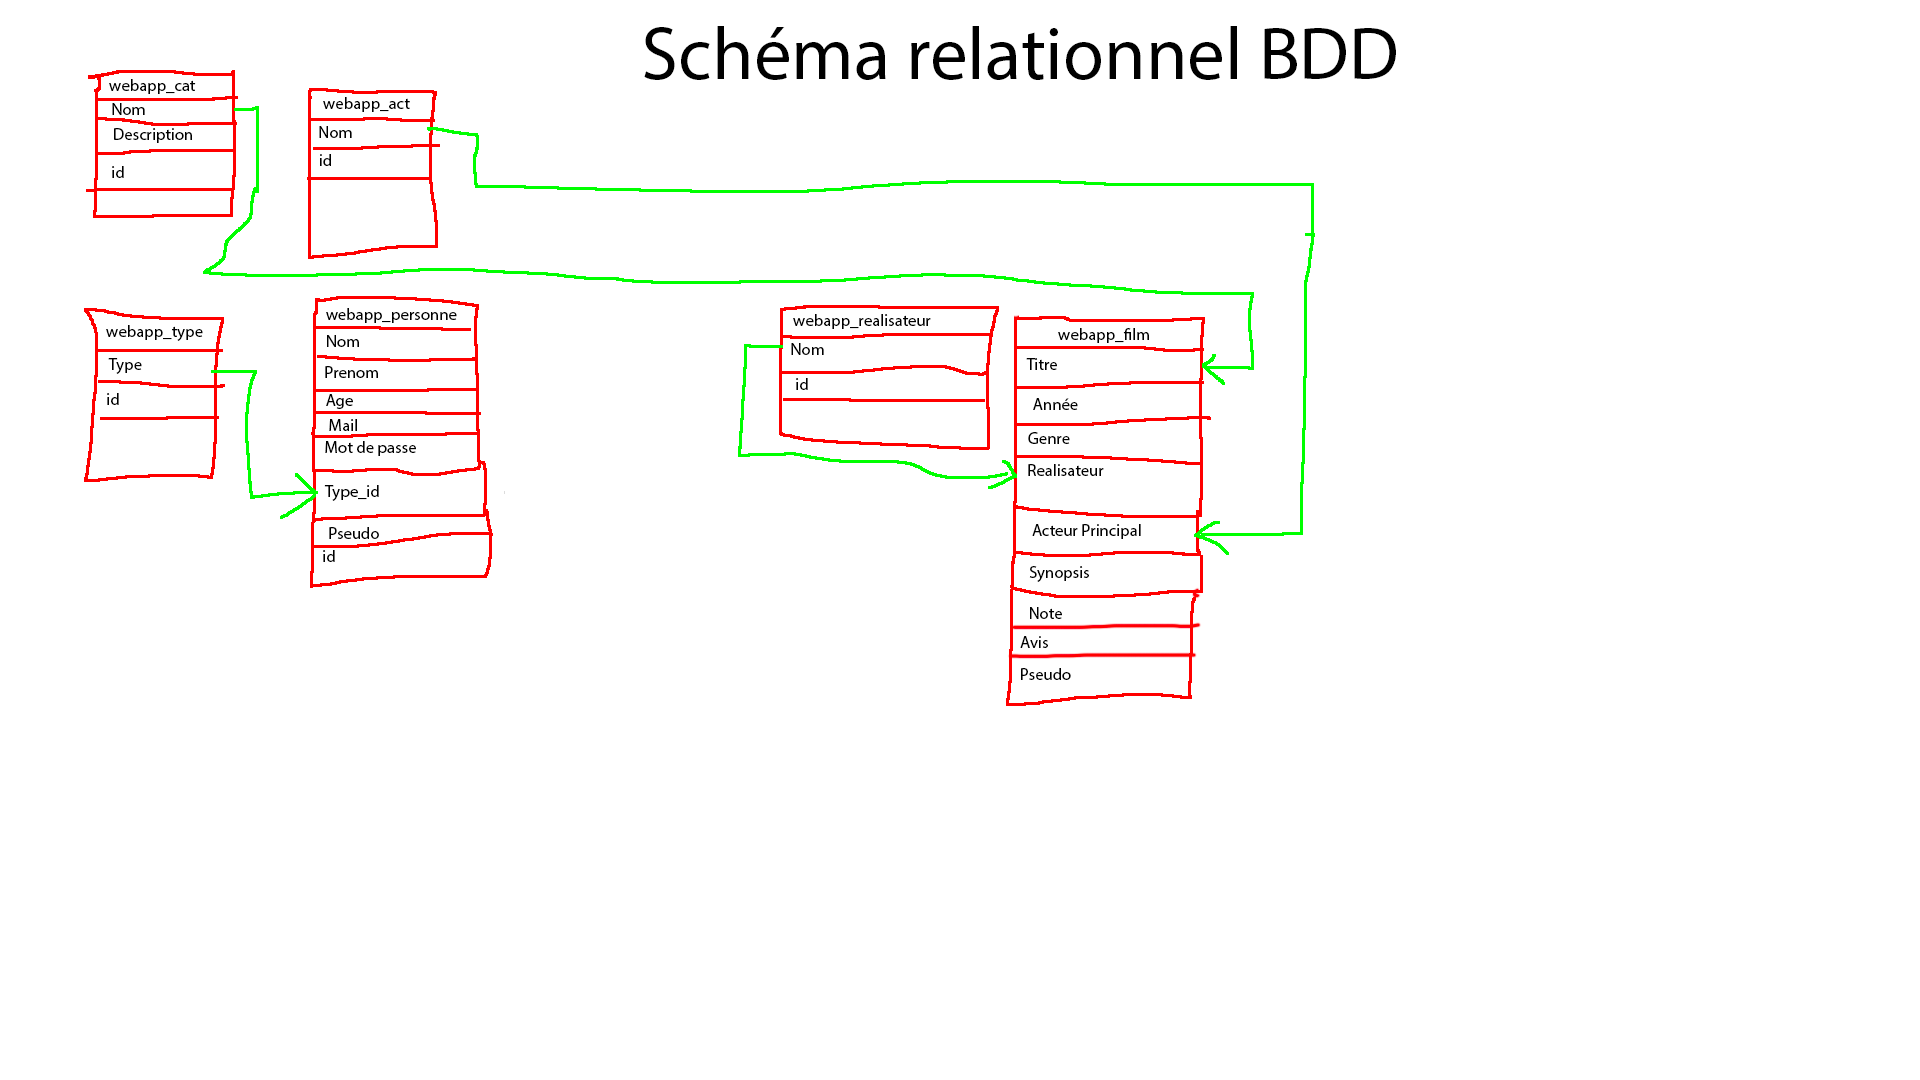 Schéma relationnel BDD
webapp_cat
Nom
Description
id
webapp_act
Nom
id
webapp_type
Type
id
webapp_personne
Nom
Prenom
Age
Mail
Mot de passe
Type_id
Pseudo
id
webapp_realisateur
Nom
id
webapp_film
Titre
Année
Genre
Realisateur
Acteur Principal
Synopsis
Note
Avis
Pseudo